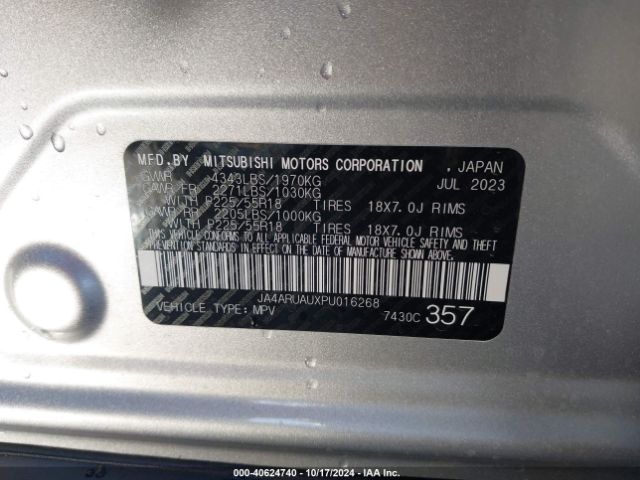 MFD.BY MITSUBISHI MOTORS CORPORATION . JAPAN
GVWR 4343LBS/1970KG JUL 2023
GAWR FR 2271LBS/1030KG
WITH P225/55R18 TIRES 18X7.0J RIMS
GAWR RR 2205LBS/1000KG
WITH P225/55R18 TIRES 18X7.0J RIMS
THIS VEHICLE CONFORMS TO ALL APPLICABLE FEDERAL MOTOR VEHICLE SAFETY AND THEFT
PREVENTION STANDARDS IN EFFECT ON THE DATE OF MANUFACTURE SHOWN ABOVE.
JA4ARUAUXPU016268
VEHICLE TYPE: MPV 7430C 357
000-40624740 | 10/17/2024 | IAA, Inc.